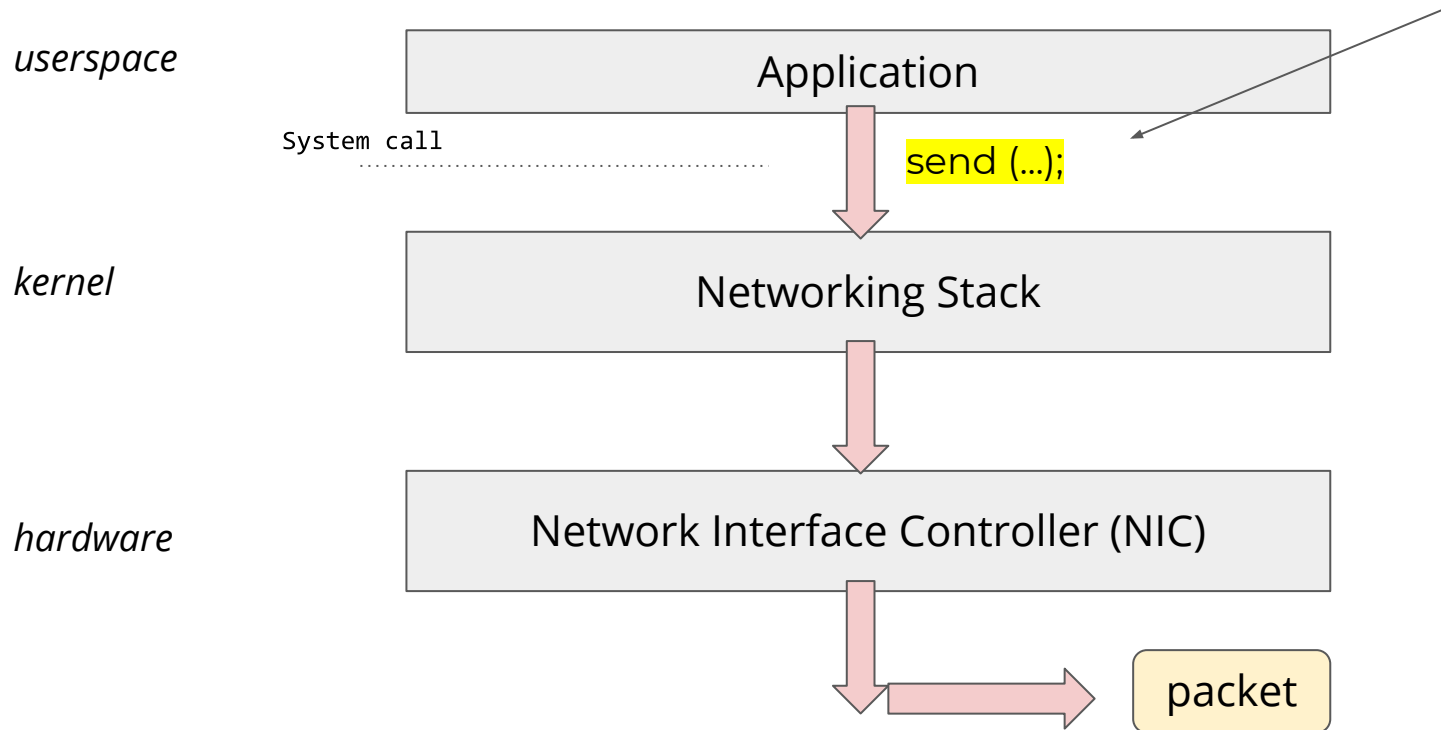 userspace
Application
System call
send (...);
kernel
Networking Stack
hardware
Network Interface Controller (NIC)
packet